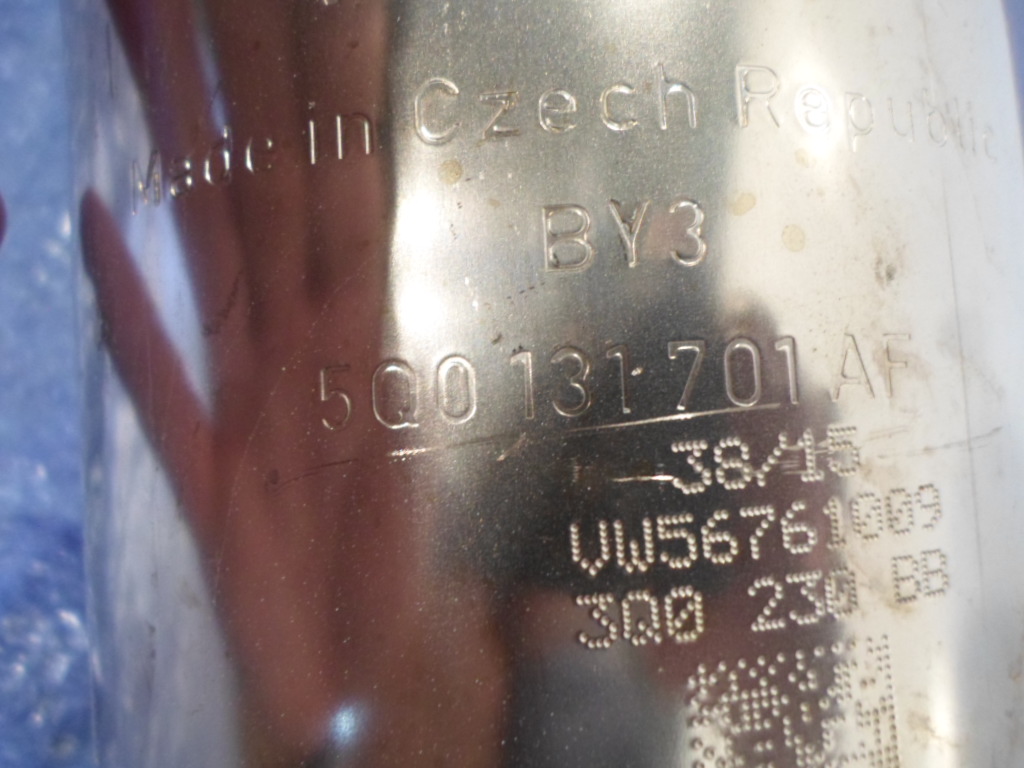 Made in Czech Republic
BY3
5Q0 131 701 AF
38/15
VW56761009
3Q0 230 BB